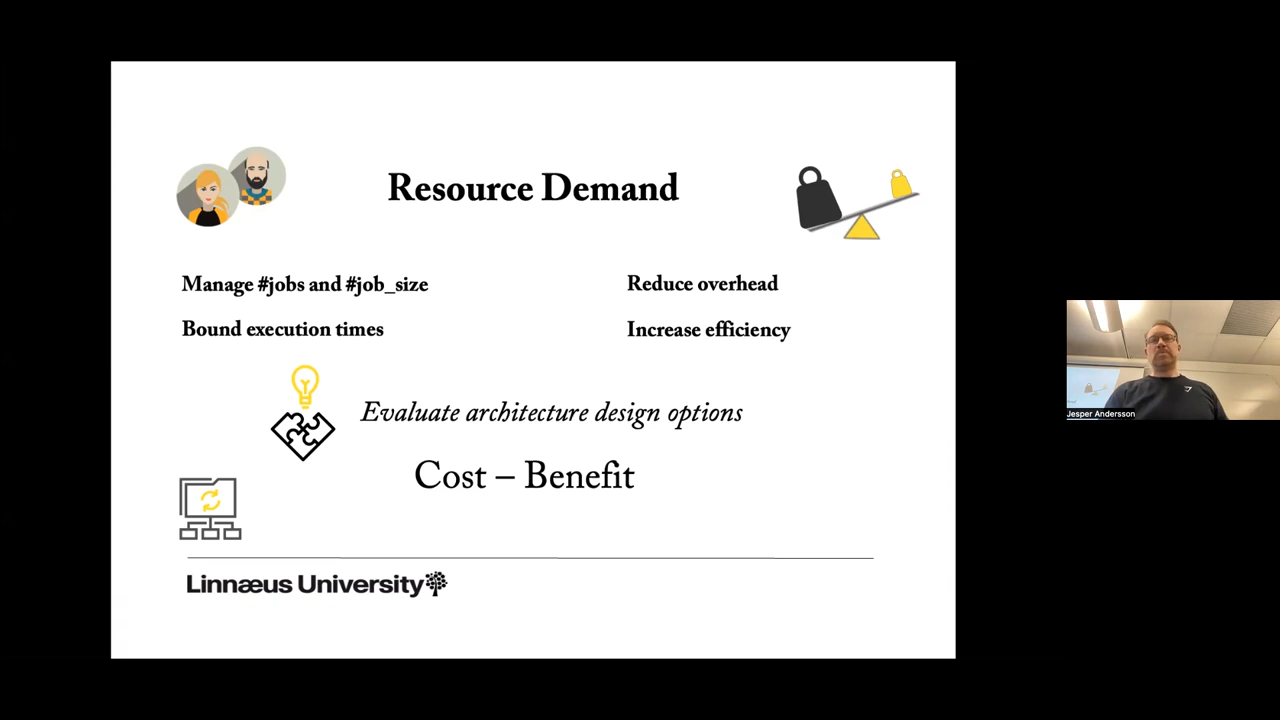 Resource Demand
Manage #jobs and #job_size
Reduce overhead
Bound execution times
Increase efficiency
Evaluate architecture design options
Cost – Benefit
Linnæus University
Jesper Andersson